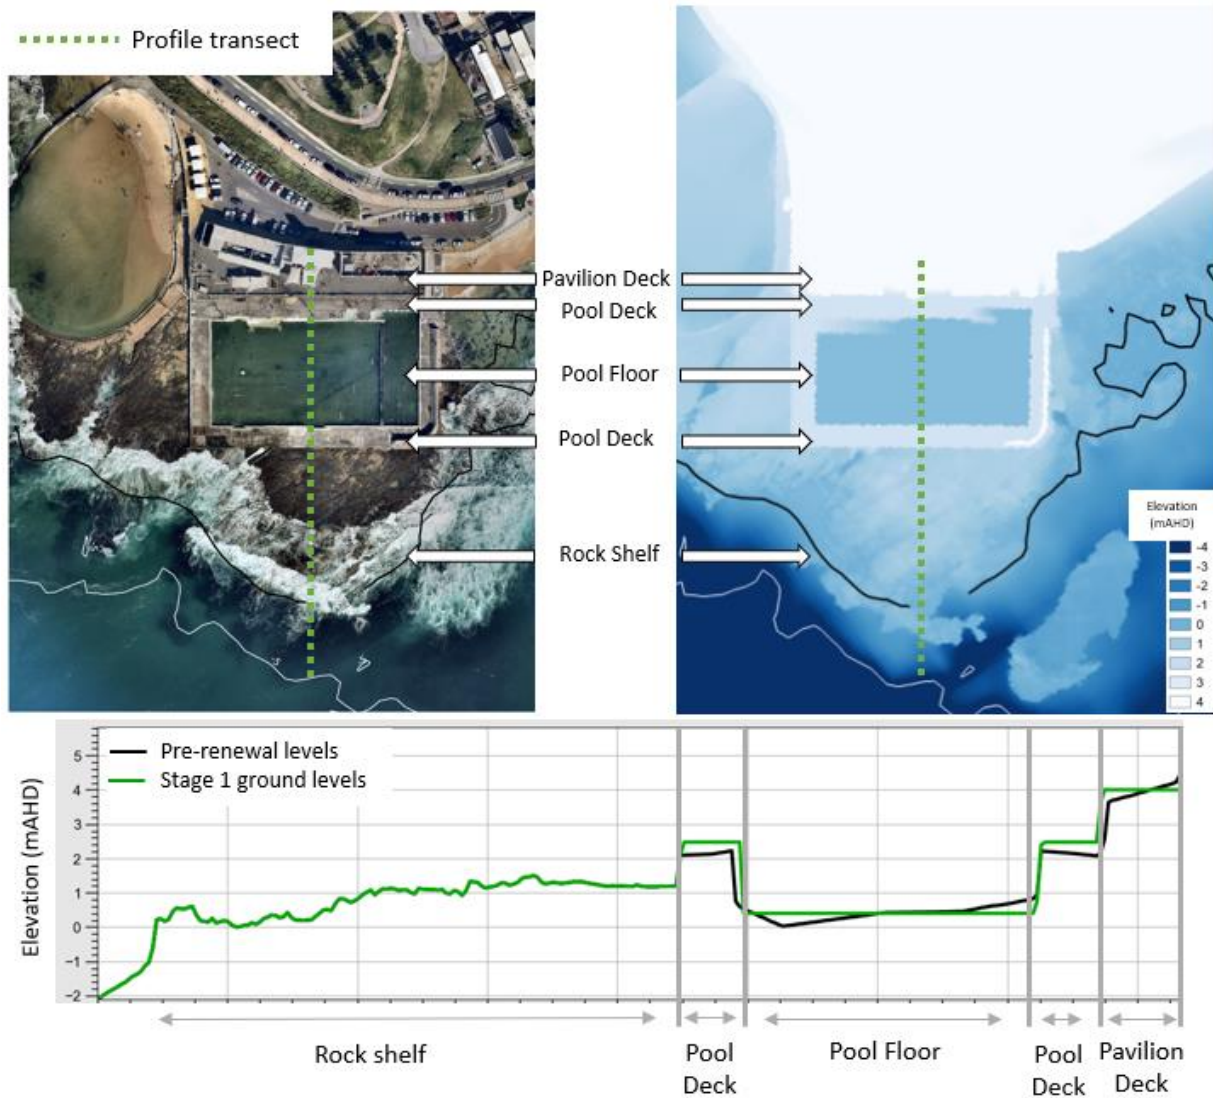 Profile transect
Pavilion Deck
Pool Deck
Pool Floor
Pool Deck
Rock Shelf
Elevation
(mAHD)
-4
-3
-2
-1
0
1
2
3
4
Elevation (mAHD)
5
4
3
2
1
0
−1
−2
Pre-renewal levels
Stage 1 ground levels
Rock shelf
Pool
Deck
Pool Floor
Pool
Deck
Pavilion
Deck